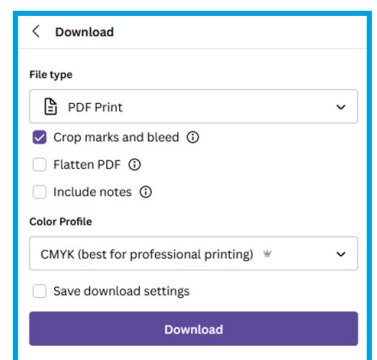 Download
File type
PDF Print
Crop marks and bleed
Flatten PDF
Include notes
Color Profile
CMYK (best for professional printing)
Save download settings
Download